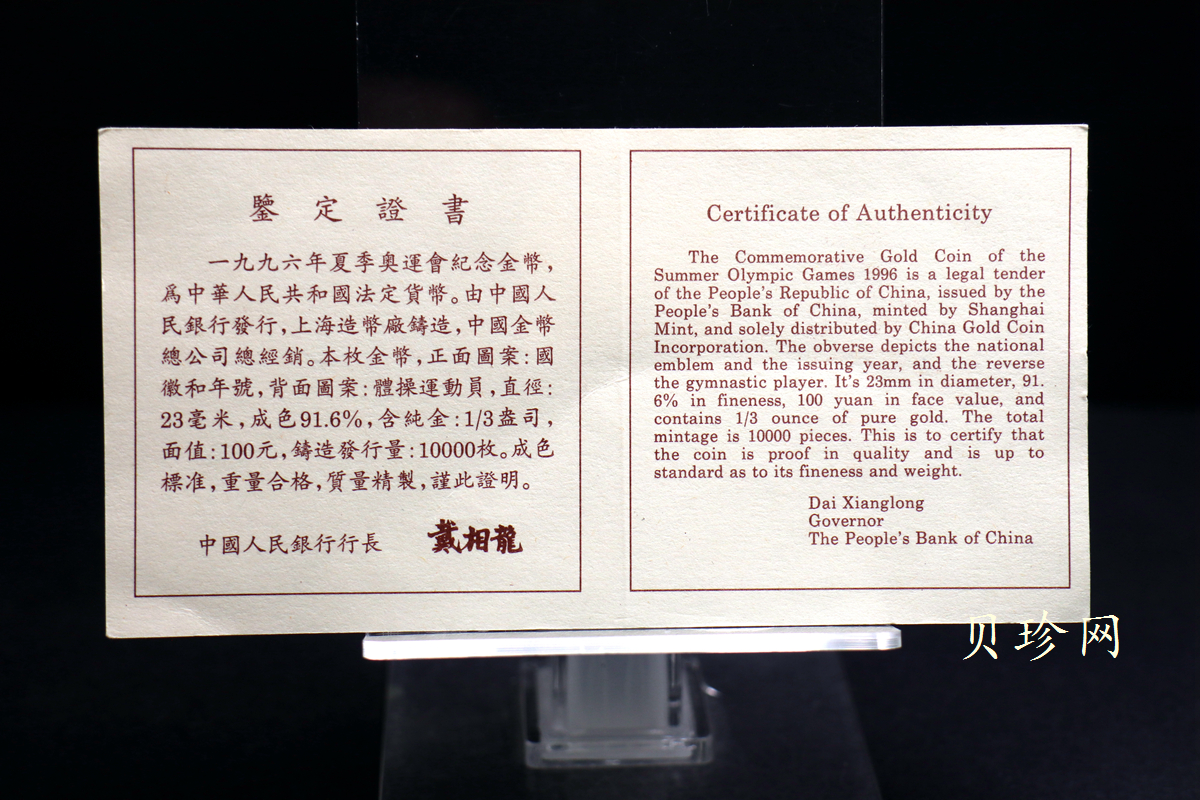 鑒定證書
一九九六年夏季奧運會紀念金幣,
爲中華人民共和國法定貨幣。由中國人
民銀行發行,上海造幣廠鑄造,中國金幣
總公司總經銷。本枚金幣,正面圖案:國
徽和年號,背面圖案:體操運動員,直徑:
23毫米,成色91.6%,含純金:1/3盎司,
面值:100元,鑄造發行量:10000枚。成色
標准,重量合格,質量精製,謹此證明。
中國人民銀行行長 戴相龍
Certificate of Authenticity
The Commemorative Gold Coin of the
Summer Olympic Games 1996 is a legal tender
of the People's Republic of China, issued by the
People's Bank of China, minted by Shanghai
Mint, and solely distributed by China Gold Coin
Incorporation. The obverse depicts the national
emblem and the issuing year, and the reverse
the gymnastic player. It's 23mm in diameter, 91.
6% in fineness, 100 yuan in face value, and
contains 1/3 ounce of pure gold. The total
mintage is 10000 pieces. This is to certify that
the coin is proof in quality and is up to
standard as to its fineness and weight.
Dai Xianglong
Governor
The People's Bank of China
贝珍网